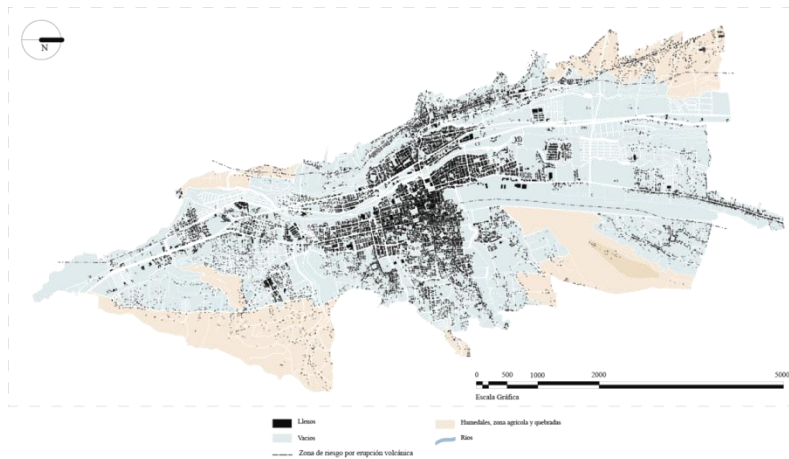 N
0 500 1000 2000 5000
Escala Gráfica
Llenos
Vacios
Zona de riesgo por erupción volcánica
Humedales, zona agrícola y quebradas
Ríos